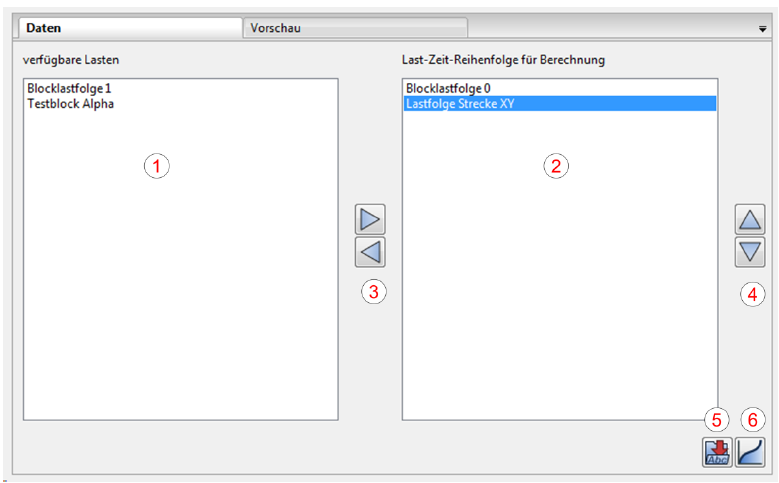 Daten
Vorschau
verfügbare Lasten
Last-Zeit-Reihenfolge für Berechnung
Blocklastfolge 1
Testblock Alpha
Blocklastfolge 0
Lastfolge Strecke XY
1
2
3
4
5
6
Abc